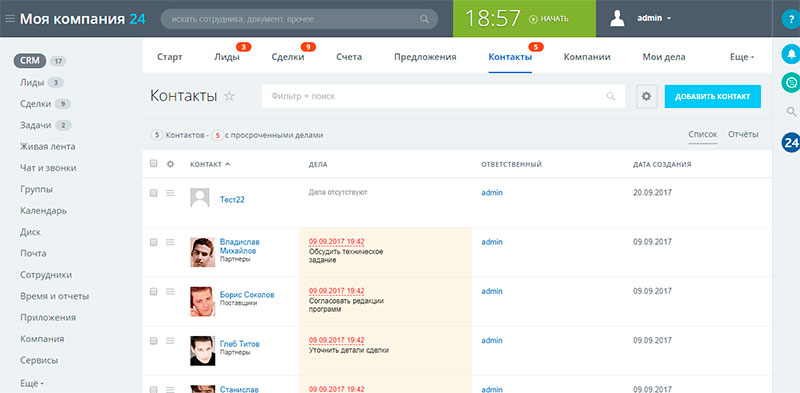 Моя компания 24
искать сотрудника, документ, прочее...
18:57 НАЧАТЬ
admin
?
CRM 17
Лиды 3
Сделки 9
Задачи 2
Живая лента
Чат и звонки
Группы
Календарь
Диск
Почта
Сотрудники
Время и отчеты
Приложения
Компания
Сервисы
Ещё
Старт
Лиды 3
Сделки 9
Счета
Предложения
Контакты 5
Компании
Мои дела
Еще
Контакты
Фильтр + поиск
ДОБАВИТЬ КОНТАКТ
5 Контактов - 5 с просроченными делами
Список
Отчёты
24
КОНТАКТ
ДЕЛА
ОТВЕТСТВЕННЫЙ
ДАТА СОЗДАНИЯ
Тест22
Дела отсутствуют
admin
20.09.2017
Владислав
Михайлов
Партнеры
09.09.2017 19:42
Обсудить техническое
задание
admin
09.09.2017
Борис Соколов
Поставщики
09.09.2017 19:42
Согласовать редакции
программ
admin
09.09.2017
Глеб Титов
Партнеры
09.09.2017 19:42
Уточнить детали сделки
admin
09.09.2017
Станислав
09.09.2017 19:42
admin
09.09.2017